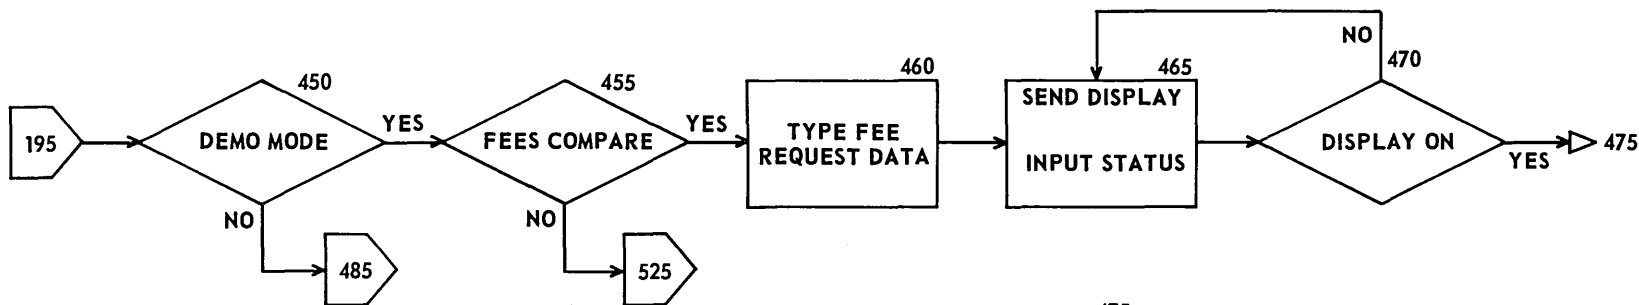 NO
470
450
455
460
465
195
DEMO MODE
YES
FEES COMPARE
YES
TYPE FEE
REQUEST DATA
SEND DISPLAY
INPUT STATUS
DISPLAY ON
YES
475
NO
485
NO
525